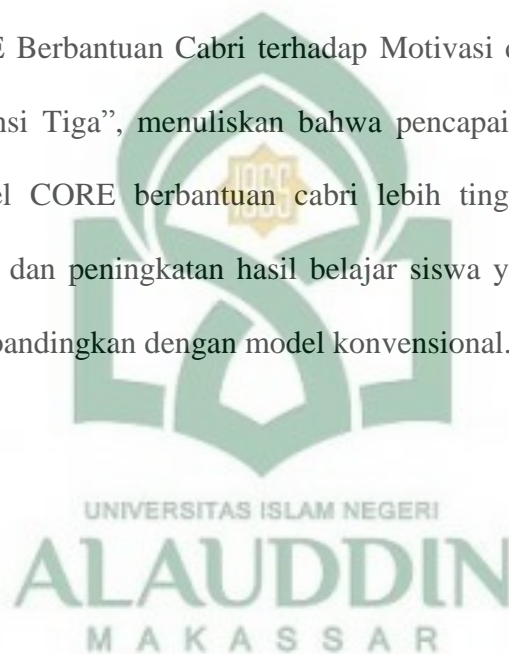 E Berbantuan Cabri terhadap Motivasi
nsi Tiga”, menuliskan bahwa pencapai
el CORE berbantuan cabri lebih ting
dan peningkatan hasil belajar siswa y
bandingkan dengan model konvensional.
1965
UNIVERSITAS ISLAM NEGERI
ALAUDDIN
MAKASSAR